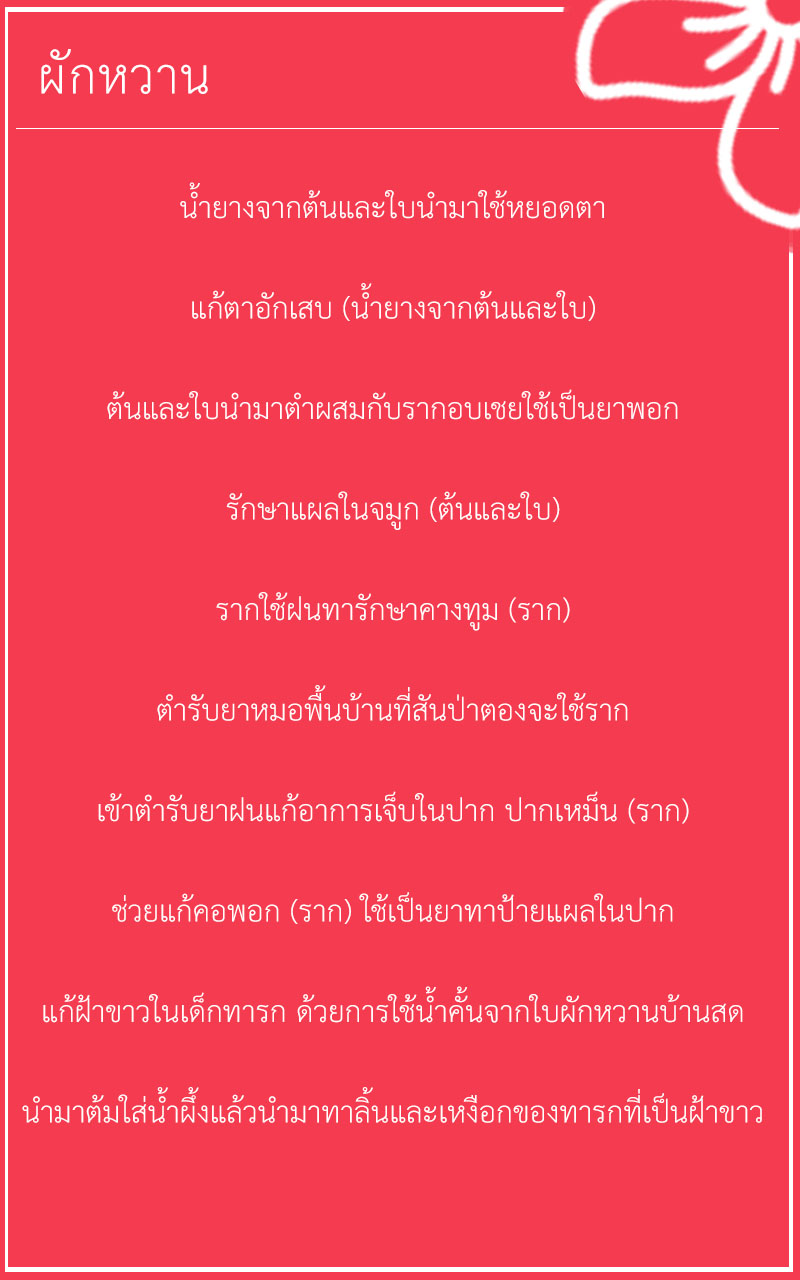 ผักหวาน
น้ำยางจากต้นและใบนำมาใช้หยอดตา
แก้ตาอักเสบ (น้ำยางจากต้นและใบ)
ต้นและใบนำมาตำผสมกับรากอบเชยใช้เป็นยาพอก
รักษาแผลในจมูก (ต้นและใบ)
รากใช้ฝนทารักษาคางทูม (ราก)
ตำรับยาหมอพื้นบ้านที่สันป่าตองจะใช้ราก
เข้าตำรับยาฝนแก้อาการเจ็บในปาก ปากเหม็น (ราก)
ช่วยแก้คอพอก (ราก) ใช้เป็นยาทาป้ายแผลในปาก
แก้ฝ้าขาวในเด็กทารก ด้วยการใช้น้ำคั้นจากใบผักหวานบ้านสด
นำมาต้มใส่น้ำผึ้งแล้วนำมาทาลิ้นและเหงือกของทารกที่เป็นฝ้าขาว